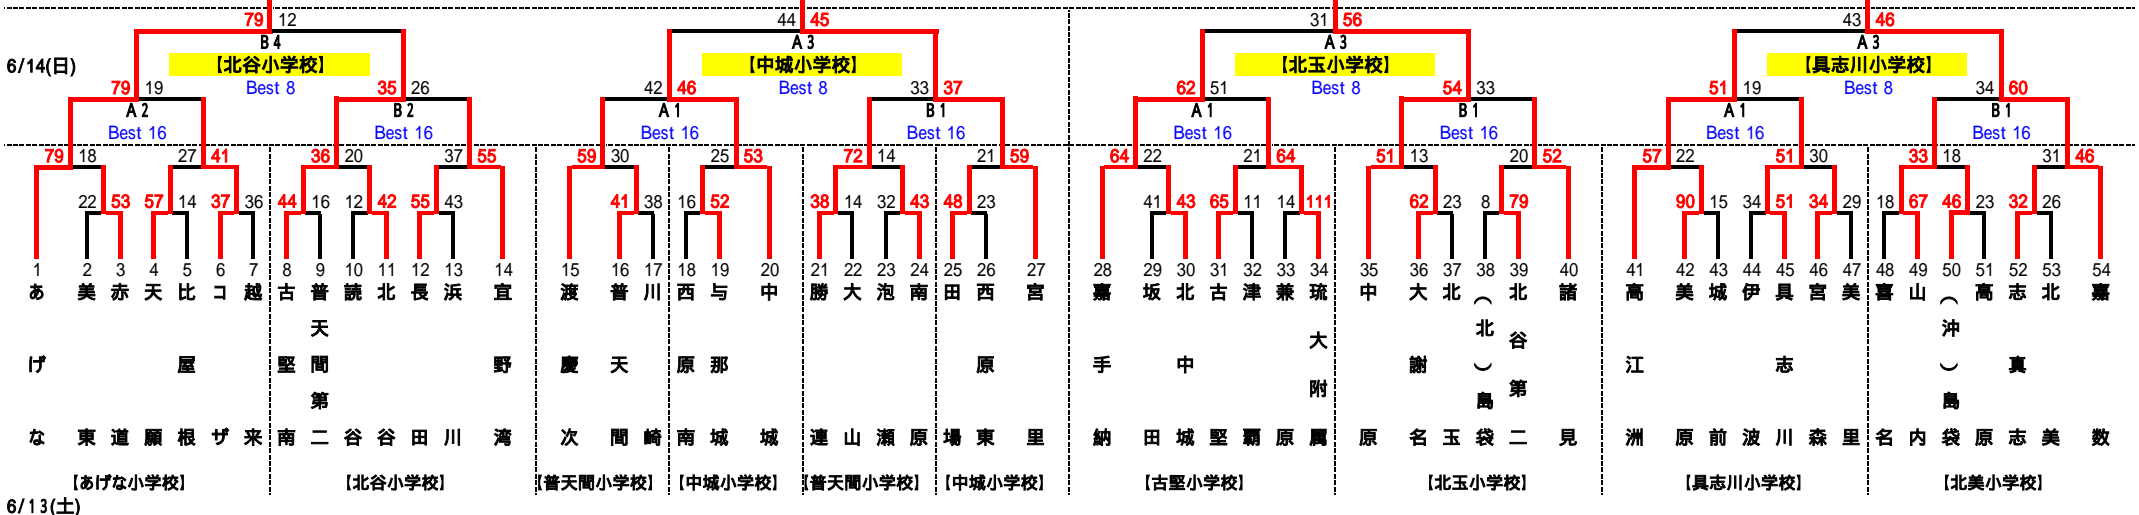 79 12 44 45 31 56 43 46
B 4 A 3 A 3 A 3
6/14(日) 【北谷小学校】 【中城小学校】 【北玉小学校】 【具志川小学校】
79 19 Best 8 35 26 42 46 Best 8 33 37 62 51 Best 8 54 33 51 19 Best 8 34 60
A 2 B 2 A 1 B 1 A 1 B 1 A 1 B 1
Best 16 Best 16 Best 16 Best 16 Best 16 Best 16 Best 16 Best 16
79 18 27 41 36 20 37 55 59 30 25 53 72 14 21 59 64 22 21 64 51 13 20 52 57 22 51 30 33 18 31 46
22 53 57 14 37 36 44 16 12 42 55 43 41 38 16 52 38 14 32 43 48 23 41 43 65 11 14 111 62 23 8 79 90 15 34 51 34 29 18 67 46 23 32 26
1 2 3 4 5 6 7 8 9 10 11 12 13 14 15 16 17 18 19 20 21 22 23 24 25 26 27 28 29 30 31 32 33 34 35 36 37 38 39 40 41 42 43 44 45 46 47 48 49 50 51 52 53 54
あげな
美東
赤道
天願
比屋根
コザ
越来
古堅南
普天間第二
読谷
北谷
長田
浜川
宜野湾
渡慶次
普天間
川崎
西原南
与那城
中城
勝連
大山
泡瀬
南原
田場
西原東
宮里
嘉手納
坂田
北中城
古堅
津覇
兼原
琉大附属
中原
大謝名
北玉
(北)島袋
北谷第二
諸見
高江洲
美原
城前
伊波
具志川
宮森
美里
喜名
山内
(沖)島袋
高原
志真志
北美
嘉数
【あげな小学校】 【北谷小学校】 【普天間小学校】 【中城小学校】 【普天間小学校】 【中城小学校】 【古堅小学校】 【北玉小学校】 【具志川小学校】 【北美小学校】
6/13(土)